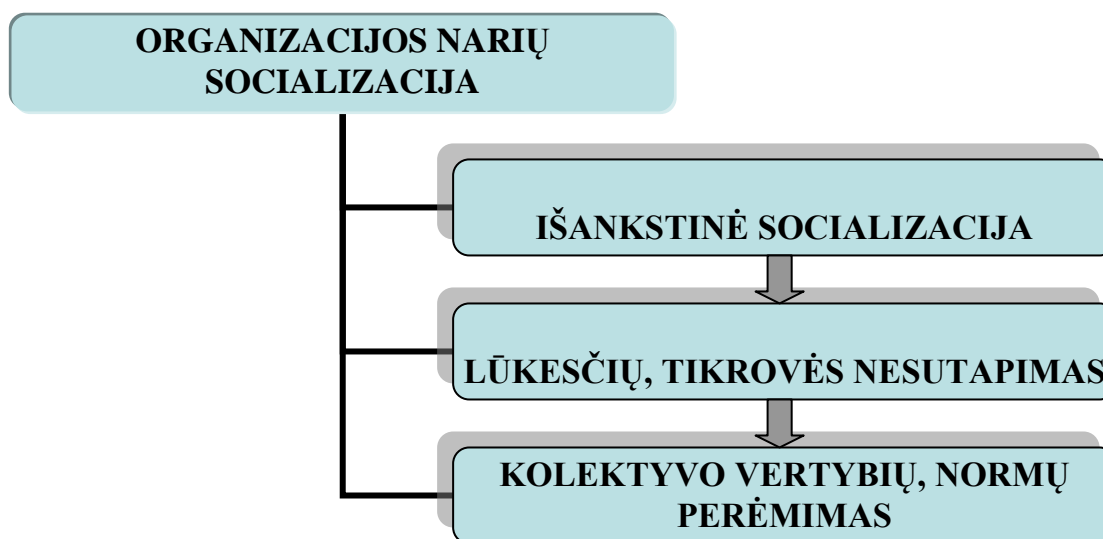 ORGANIZACIJOS NARIŲ
SOCIALIZACIJA
IŠANKSTINĖ SOCIALIZACIJA
LŪKESČIŲ, TIKROVĖS NESUTAPIMAS
KOLEKTYVO VERTYBIŲ, NORMŲ
PERĖMIMAS